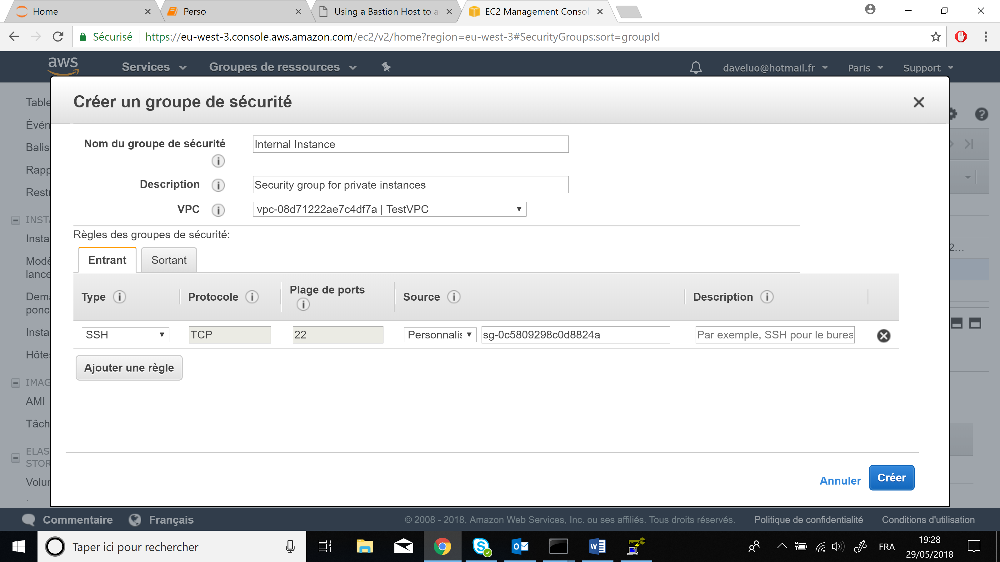 Home
Perso
Using a Bastion Host to a
EC2 Management Consol
Sécurisé
https://eu-west-3.console.aws.amazon.com/ec2/v2/home?region=eu-west-3#SecurityGroups:sort=groupId
aws
Services
Groupes de ressources
daveluo@hotmail.fr
Paris
Support
Créer un groupe de sécurité
Table
Évén
Balis
Rapp
Restr
INSTA
Insta
Modè
lance
Dema
ponc
Insta
Hôtes
IMAG
AMI
Tâch
ELAS
STOR
Volur
Nom du groupe de sécurité
Internal Instance
Description
Security group for private instances
VPC
vpc-08d71222ae7c4df7a | TestVPC
Règles des groupes de sécurité:
Entrant
Sortant
2...
Type
Protocole
Plage de ports
Source
Description
SSH
TCP
22
Personnalis
sg-0c5809298c0d8824a
Par exemple, SSH pour le burea
Ajouter une règle
Annuler
Créer
Commentaire
Français
© 2008 - 2018, Amazon Web Services, Inc. ou ses affiliés. Tous droits réservés.
Politique de confidentialité
Conditions d'utilisation
Taper ici pour rechercher
FRA
19:28
29/05/2018